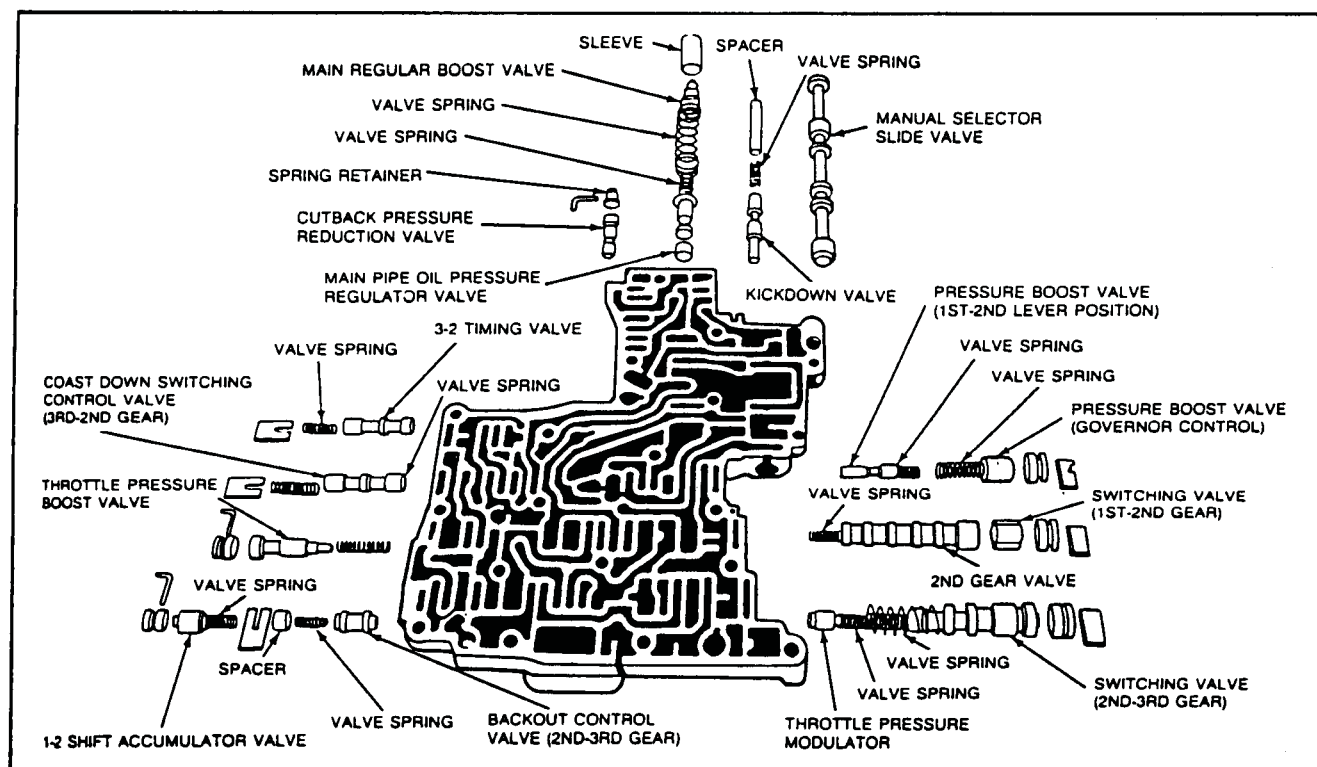 SLEEVE
SPACER
VALVE SPRING
MAIN REGULAR BOOST VALVE
VALVE SPRING
VALVE SPRING
SPRING RETAINER
CUTBACK PRESSURE
REDUCTION VALVE
MANUAL SELECTOR
SLIDE VALVE
MAIN PIPE OIL PRESSURE
REGULATOR VALVE
KICKDOWN VALVE
3-2 TIMING VALVE
VALVE SPRING
COAST DOWN SWITCHING
CONTROL VALVE
(3RD-2ND GEAR)
VALVE SPRING
THROTTLE PRESSURE
BOOST VALVE
PRESSURE BOOST VALVE
(1ST-2ND LEVER POSITION)
VALVE SPRING
VALVE SPRING
PRESSURE BOOST VALVE
(GOVERNOR CONTROL)
VALVE SPRING
SWITCHING VALVE
(1ST-2ND GEAR)
2ND GEAR VALVE
VALVE SPRING
SPACER
VALVE SPRING
1-2 SHIFT ACCUMULATOR VALVE
BACKOUT CONTROL
VALVE (2ND-3RD GEAR)
VALVE SPRING
VALVE SPRING
THROTTLE PRESSURE
MODULATOR
SWITCHING VALVE
(2ND-3RD GEAR)